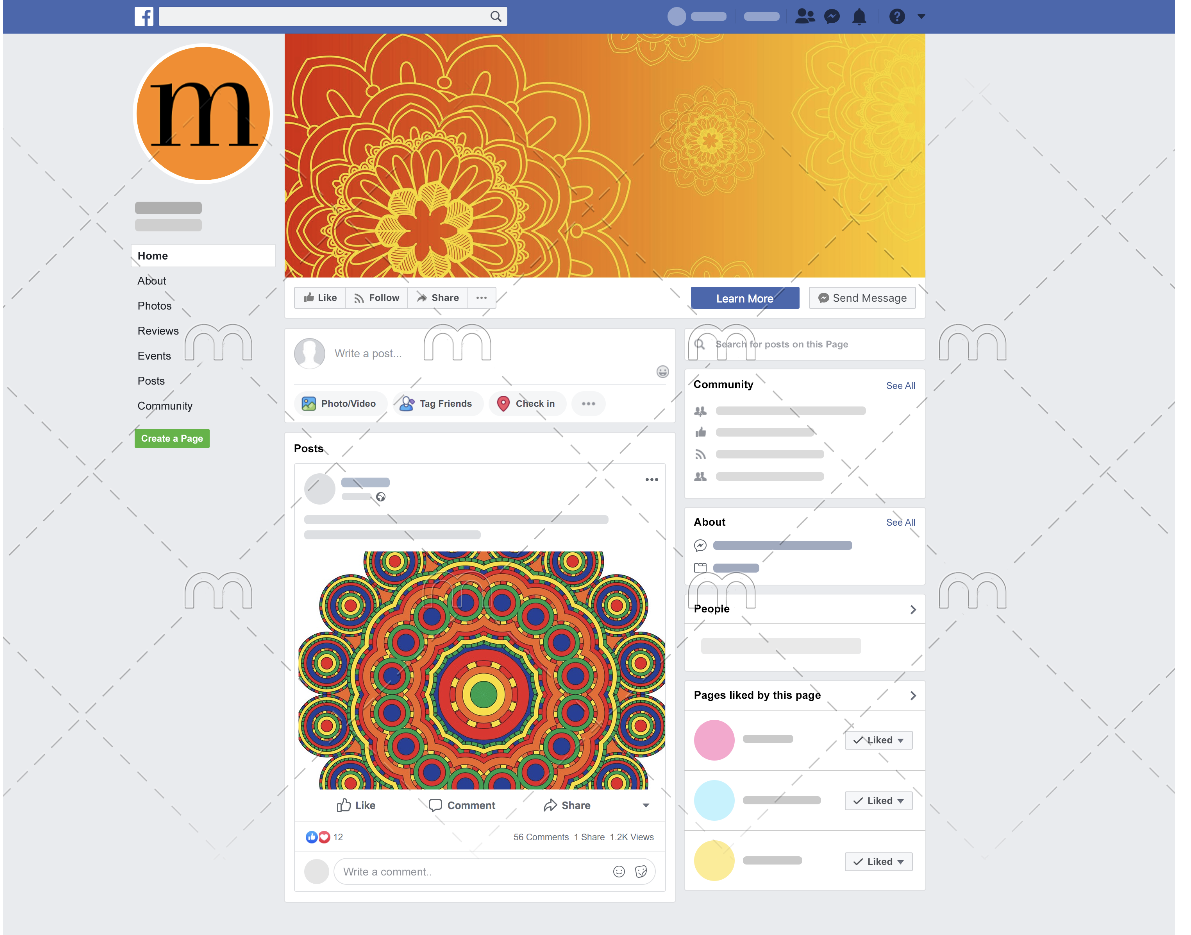 f
m
Home
About
Photos
Reviews
Events
Posts
Community
Create a Page
Like Follow Share ...
Learn More Send Message
Write a post...
Photo/Video Tag Friends Check in ...
Posts
Like Comment Share
12 56 Comments 1 Share 1.2K Views
Write a comment..
Search for posts on this Page
Community See All
About See All
People
Pages liked by this page
Liked
Liked
Liked
m m m m
m m m m